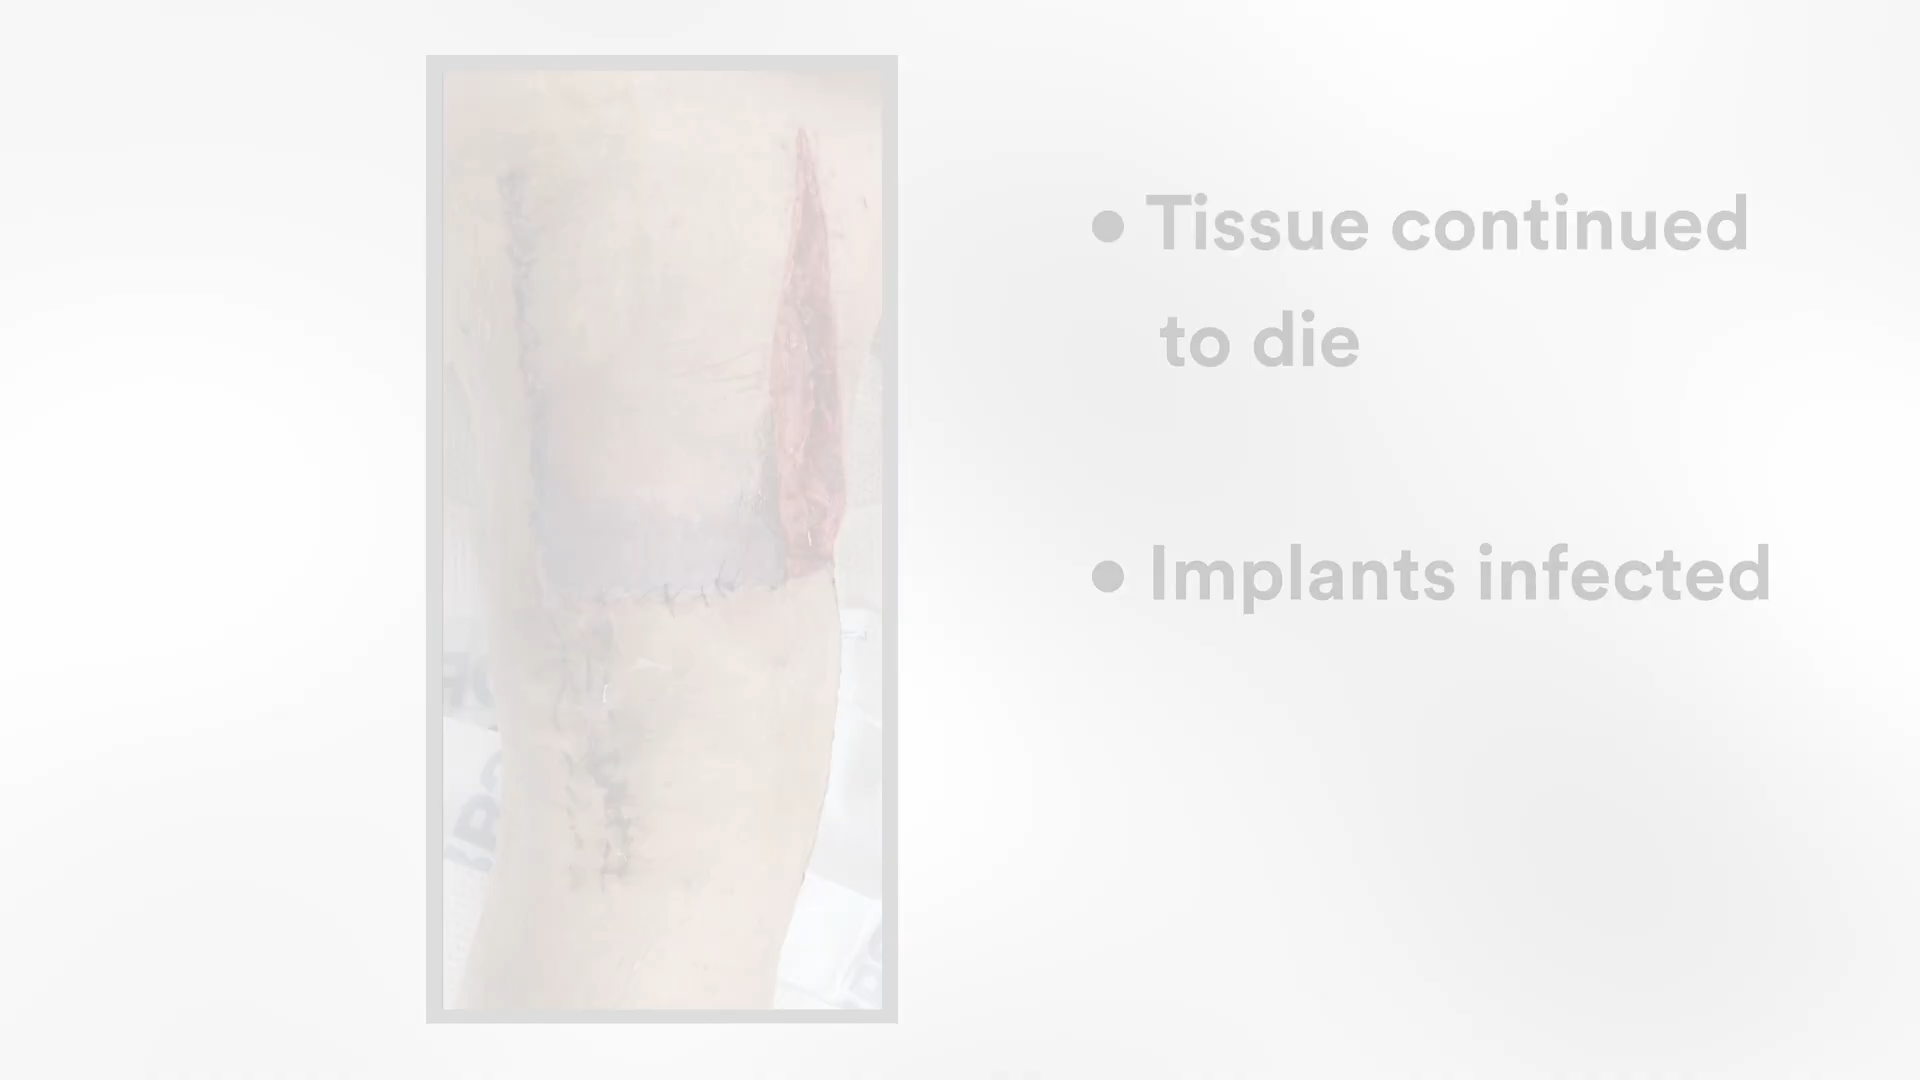 • Tissue continued
to die
• Implants infected